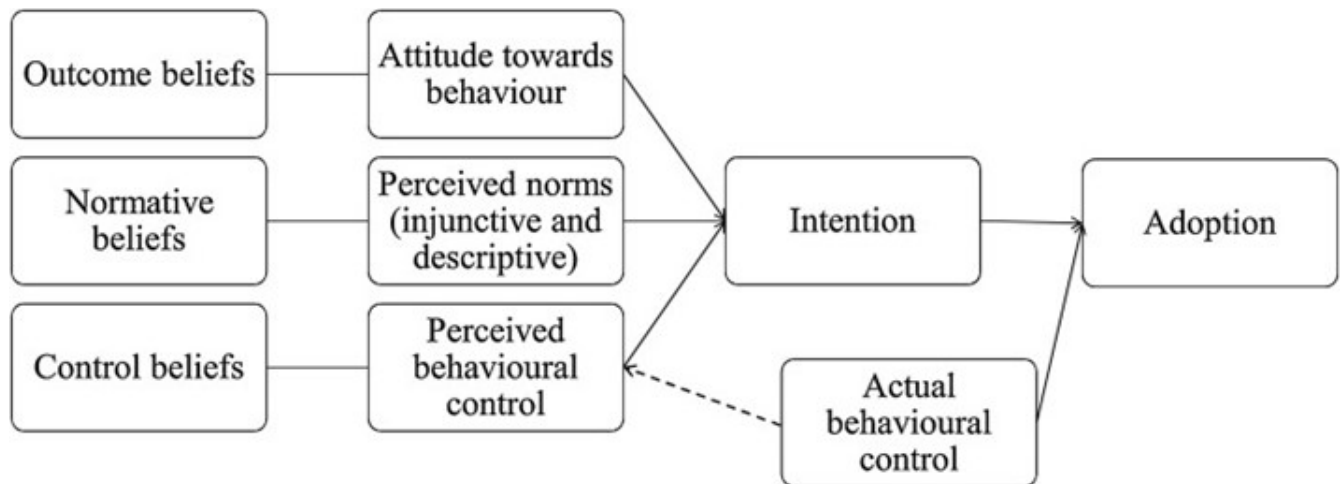 Outcome beliefs
Attitude towards
behaviour
Normative
beliefs
Perceived norms
(injunctive and
descriptive)
Intention
Adoption
Control beliefs
Perceived
behavioural
control
Actual
behavioural
control